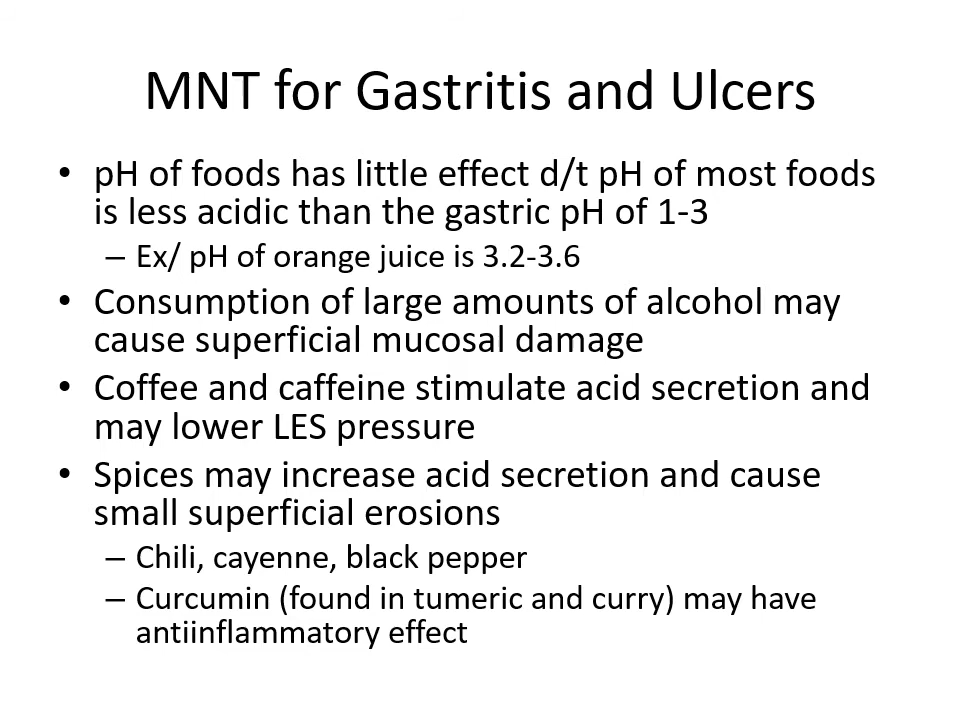 MNT for Gastritis and Ulcers
• pH of foods has little effect d/t pH of most foods
is less acidic than the gastric pH of 1-3
– Ex/ pH of orange juice is 3.2-3.6
• Consumption of large amounts of alcohol may
cause superficial mucosal damage
• Coffee and caffeine stimulate acid secretion and
may lower LES pressure
• Spices may increase acid secretion and cause
small superficial erosions
– Chili, cayenne, black pepper
– Curcumin (found in tumeric and curry) may have
antiinflammatory effect